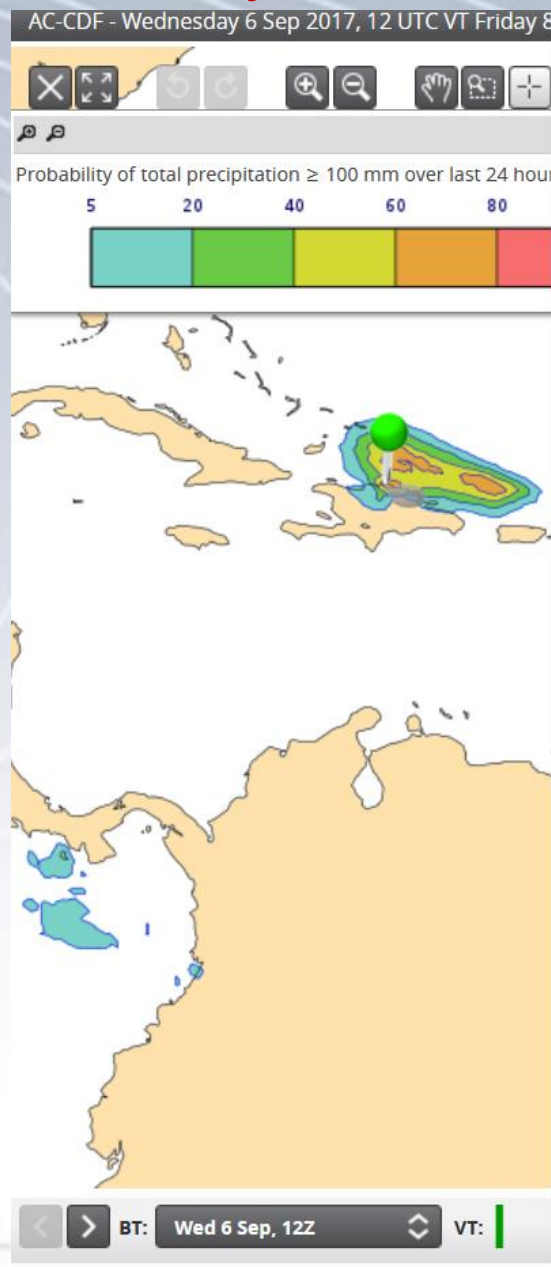 AC-CDF - Wednesday 6 Sep 2017, 12 UTC VT Friday 8
Probability of total precipitation ≥ 100 mm over last 24 hour
5 20 40 60 80
BT: Wed 6 Sep, 12Z VT: